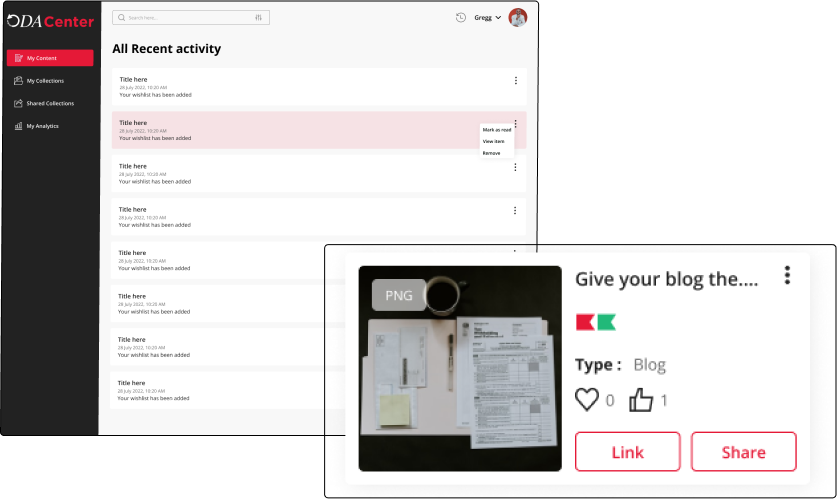 ODA Center
Search here...
Gregg
My Content
My Collections
Shared Collections
My Analytics
All Recent activity
Title here
28 July 2022, 10:20 AM
Your wishlist has been added
Title here
28 July 2022, 10:20 AM
Your wishlist has been added
Mark as read
View item
Remove
Title here
28 July 2022, 10:20 AM
Your wishlist has been added
Title here
28 July 2022, 10:20 AM
Your wishlist has been added
Title here
28 July 2022, 10:20 AM
Your wishlist has been added
Title here
28 July 2022, 10:20 AM
Your wishlist has been added
Title here
28 July 2022, 10:20 AM
Your wishlist has been added
Title here
28 July 2022, 10:20 AM
Your wishlist has been added
PNG
Give your blog the....
Type : Blog
0 1
Link Share